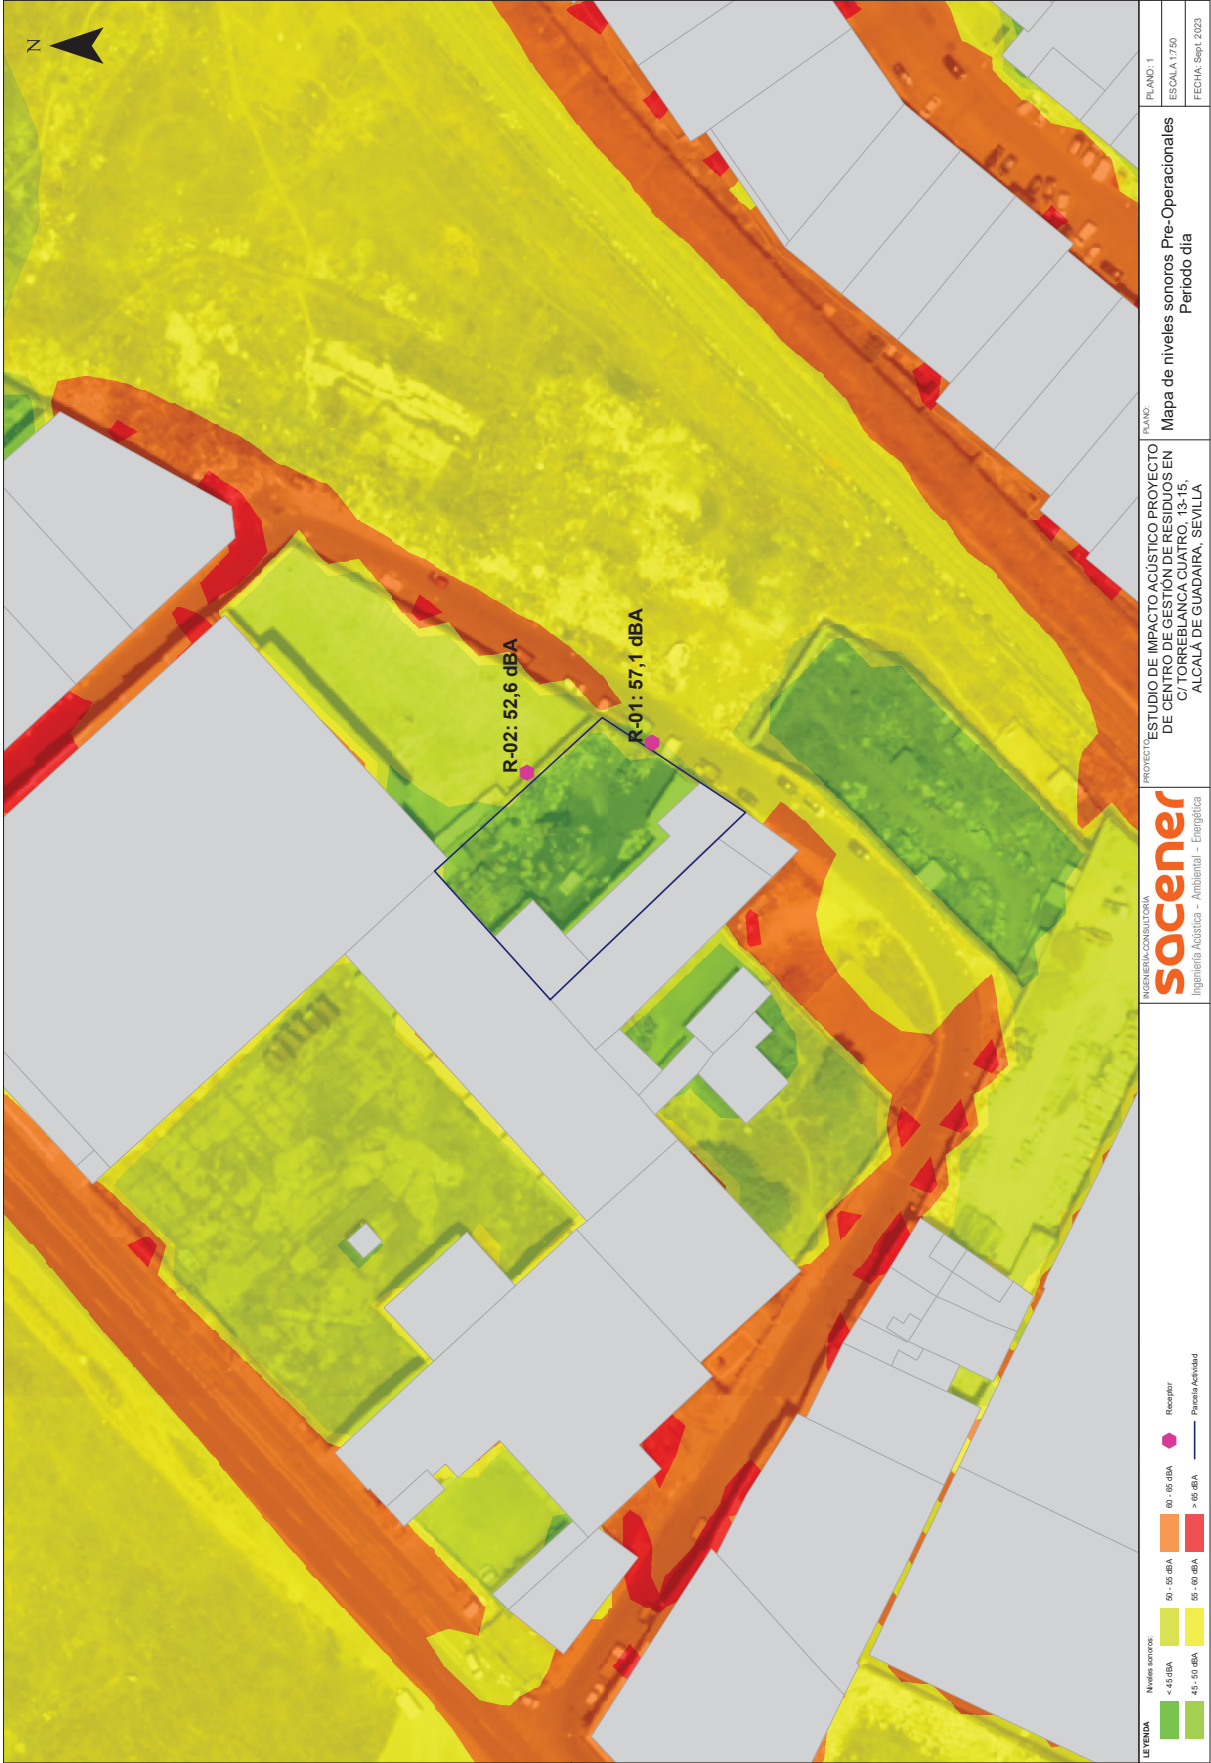 N
R-02: 52,6 dBA
R-01: 57,1 dBA
LEYENDA
Niveles sonoros:
< 45 dBA
50 - 55 dBA
60 - 65 dBA
Receptor
45 - 50 dBA
55 - 60 dBA
> 65 dBA
Parcela Actividad
INGENIERÍA-CONSULTORÍA
sacener
Ingeniería Acústica - Ambiental - Energética
PROYECTO:
ESTUDIO DE IMPACTO ACÚSTICO PROYECTO
DE CENTRO DE GESTIÓN DE RESIDUOS EN
C/ TORREBLANCA CUATRO, 13-15,
ALCALÁ DE GUADAIRA, SEVILLA
PLANO:
Mapa de niveles sonoros Pre-Operacionales
Periodo día
PLANO: 1
ESCALA 1:750
FECHA: Sept. 2023